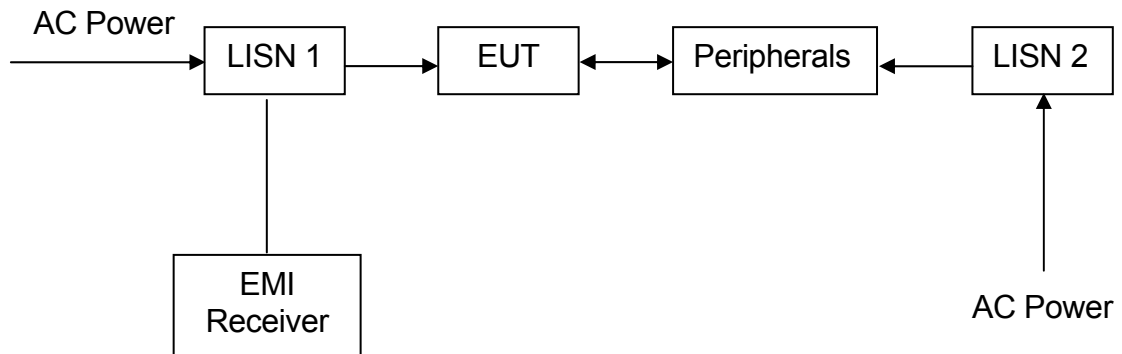 AC Power
LISN 1
EUT
Peripherals
LISN 2
EMI
Receiver
AC Power